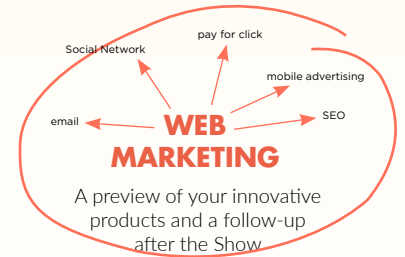 pay for click
Social Network
mobile advertising
email
SEO
WEB
MARKETING
A preview of your innovative
products and a follow-up
after the Show